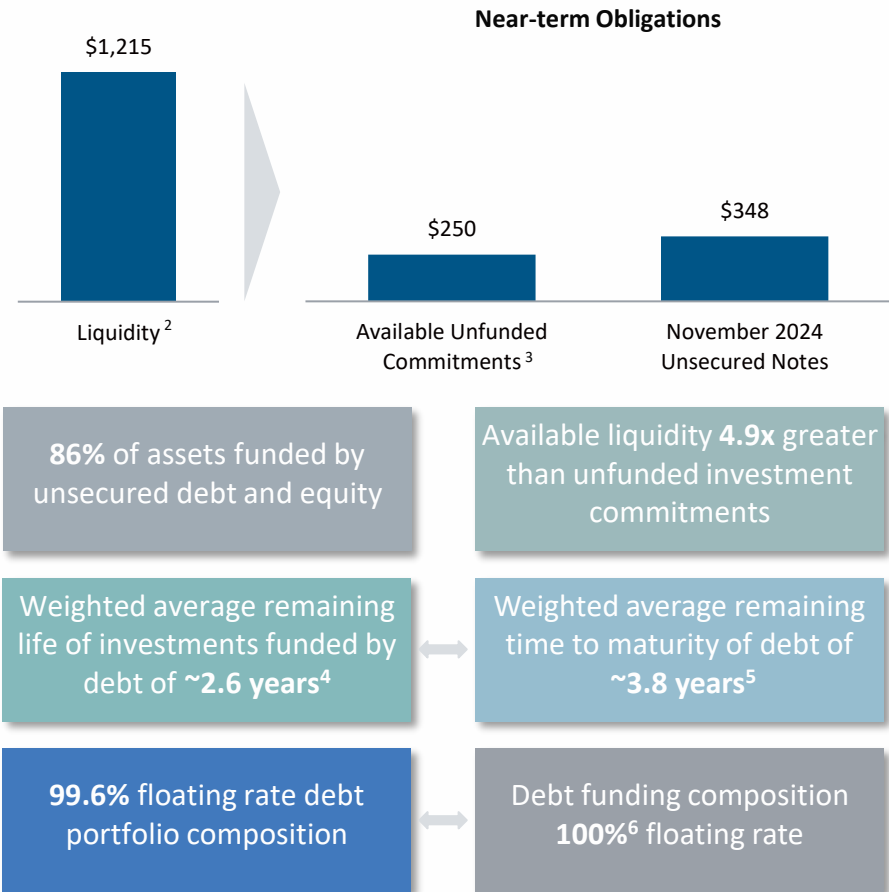 Near-term Obligations
$1,215
$250
$348
Liquidity 2
Available Unfunded
Commitments 3
November 2024
Unsecured Notes
86% of assets funded by
unsecured debt and equity
Available liquidity 4.9x greater
than unfunded investment
commitments
Weighted average remaining
life of investments funded by
debt of ~2.6 years4
Weighted average remaining
time to maturity of debt of
~3.8 years5
99.6% floating rate debt
portfolio composition
Debt funding composition
100%6 floating rate